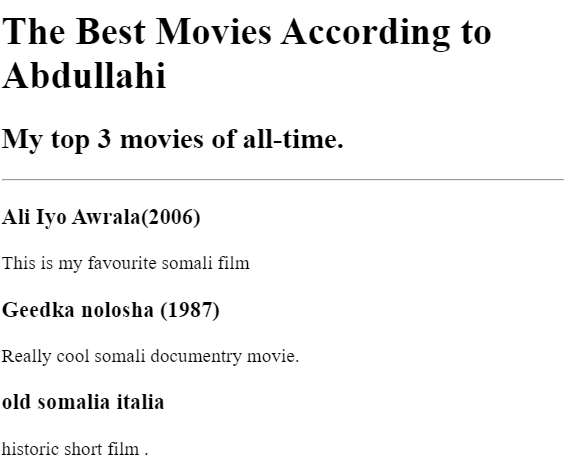 The Best Movies According to
Abdullahi
My top 3 movies of all-time.
Ali Iyo Awrala(2006)
This is my favourite somali film
Geedka nolosha (1987)
Really cool somali documentry movie.
old somalia italia
historic short film .